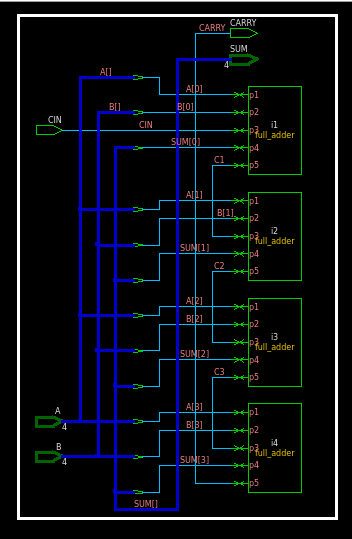 CARRY CARRY
SUM
4
A[]
A[0]
B[] B[0]
p1
p2
i1
CIN CIN
p3 full_adder
SUM[0]
p4
C1
p5
A[1]
p1
B[1]
p2
i2
p3 full_adder
SUM[1]
p4
C2
p5
A[2]
p1
B[2]
p2
i3
p3 full_adder
SUM[2]
p4
C3
p5
A
4
A[3]
p1
B[3]
p2
i4
B
4
p3 full_adder
SUM[3]
p4
p5
SUM[]